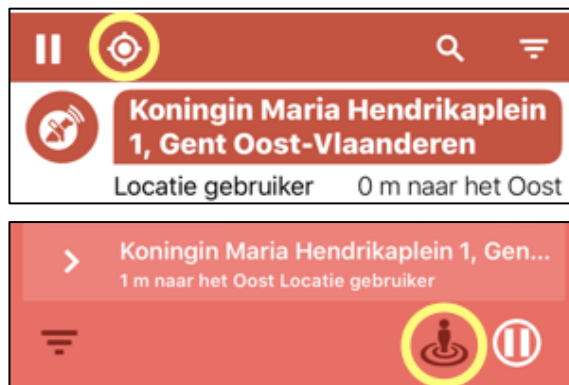 Koningin Maria Hendrikaplein
1, Gent Oost-Vlaanderen
Locatie gebruiker 0 m naar het Oost
Koningin Maria Hendrikaplein 1, Gen...
1 m naar het Oost Locatie gebruiker